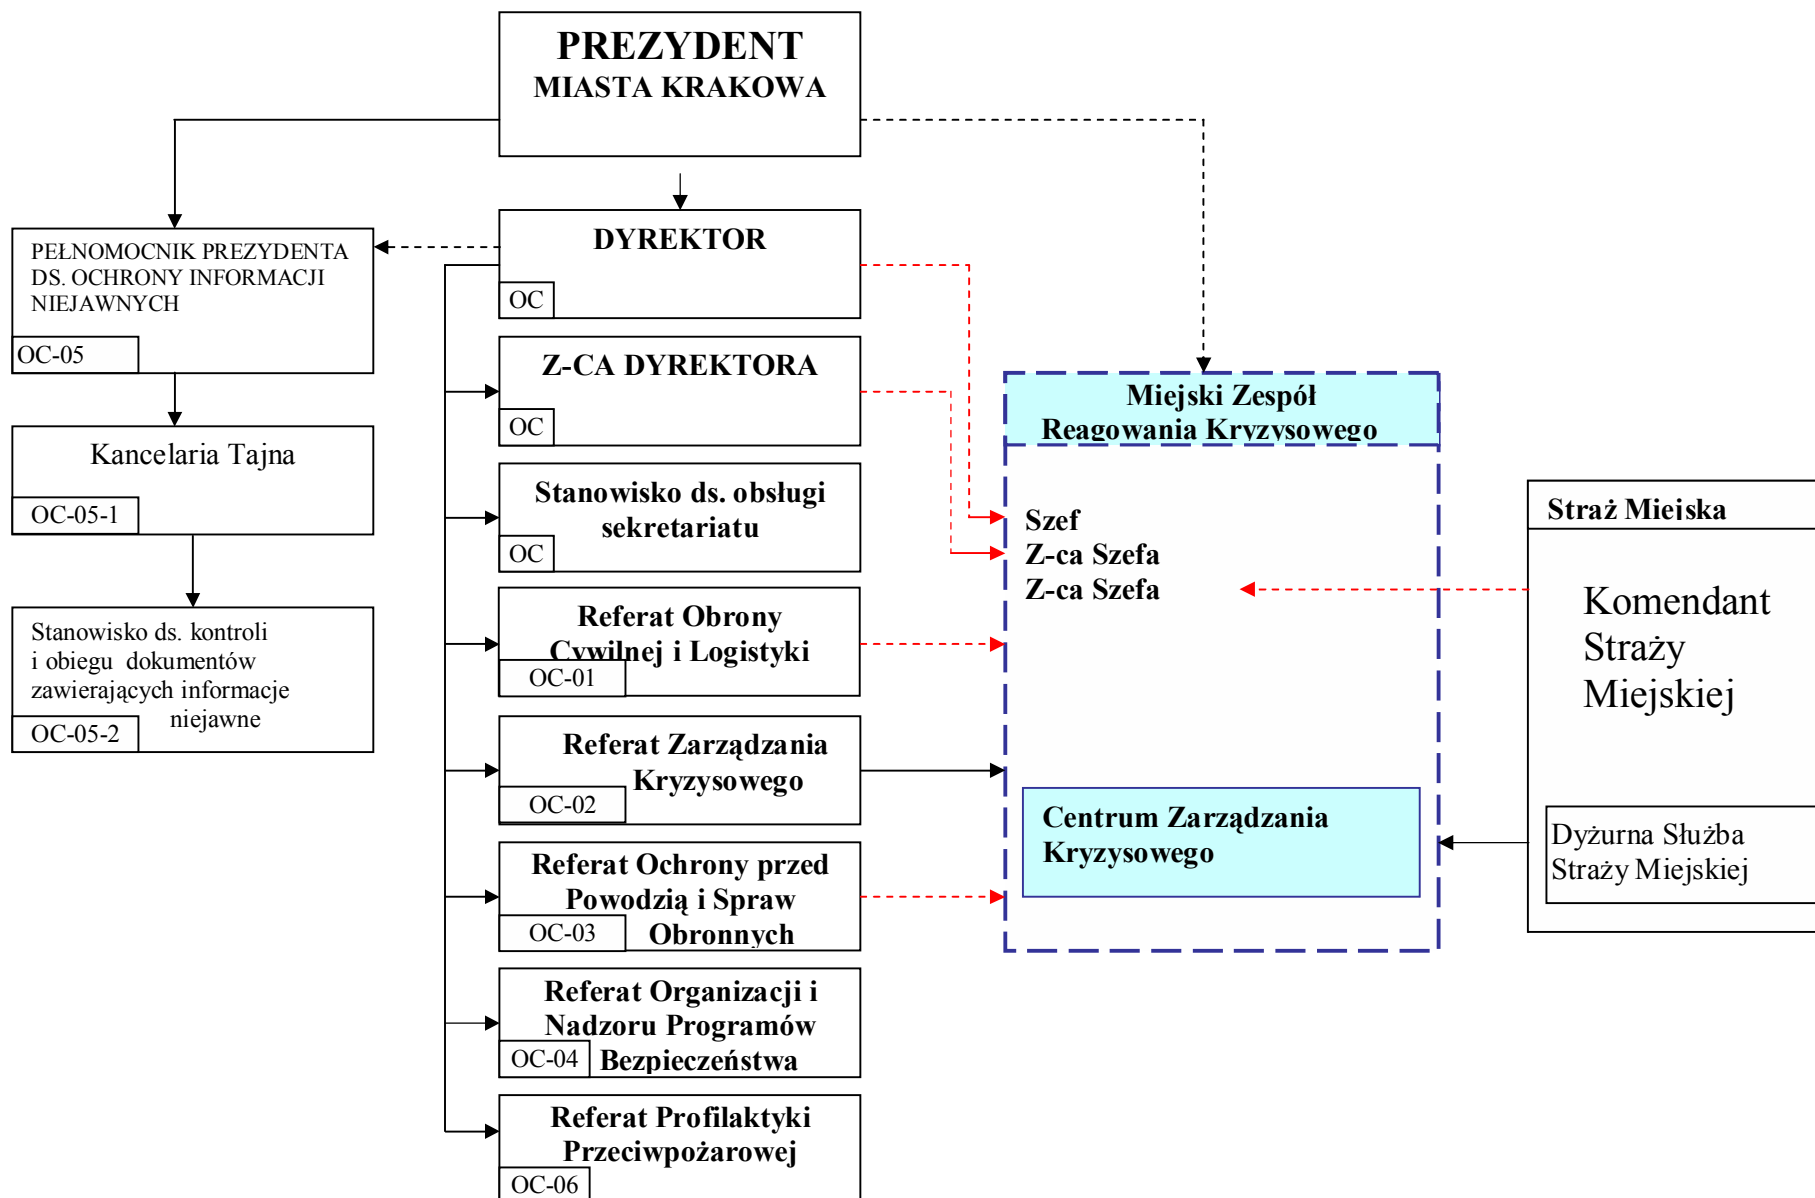 PREZYDENT
MIASTA KRAKOWA
PEŁNOMOCNIK PREZYDENTA
DS. OCHRONY INFORMACJI
NIEJAWNYCH
OC-05
Kancelaria Tajna
OC-05-1
Stanowisko ds. kontroli
i obiegu dokumentów
zawierających informacje
niejawne
OC-05-2
DYREKTOR
OC
Z-CA DYREKTORA
OC
Stanowisko ds. obsługi
sekretariatu
OC
Referat Obrony
Cywilnej i Logistyki
OC-01
Referat Zarządzania
Kryzysowego
OC-02
Referat Ochrony przed
Powodzią i Spraw
Obronnych
OC-03
Referat Organizacji i
Nadzoru Programów
Bezpieczeństwa
OC-04
Referat Profilaktyki
Przeciwpożarowej
OC-06
Miejski Zespół
Reagowania Kryzysowego
Szef
Z-ca Szefa
Z-ca Szefa
Centrum Zarządzania
Kryzysowego
Straż Miejska
Komendant
Straży
Miejskiej
Dyżurna Służba
Straży Miejskiej